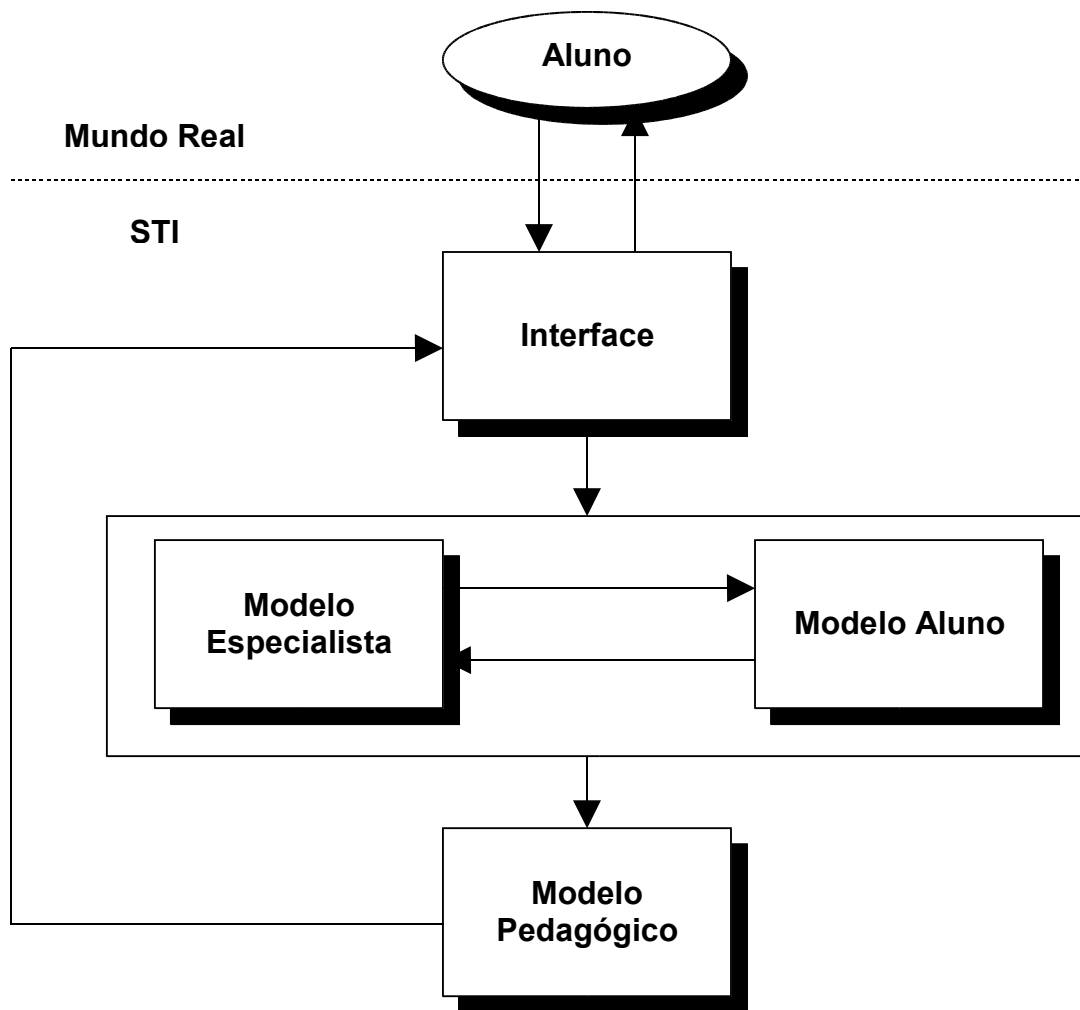 Aluno
Mundo Real
STI
Interface
Modelo
Especialista
Modelo Aluno
Modelo
Pedagógico